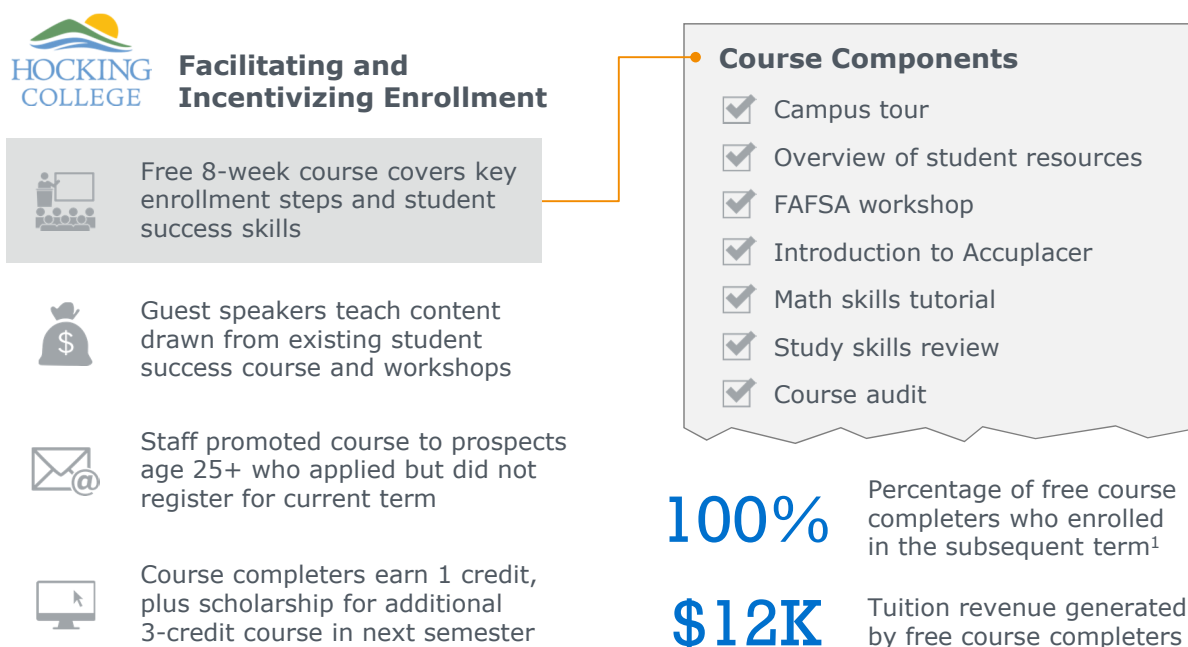 HOCKING
COLLEGE
Facilitating and
Incentivizing Enrollment
Free 8-week course covers key
enrollment steps and student
success skills
$
Guest speakers teach content
drawn from existing student
success course and workshops
@
Staff promoted course to prospects
age 25+ who applied but did not
register for current term
Course completers earn 1 credit,
plus scholarship for additional
3-credit course in next semester
Course Components
Campus tour
Overview of student resources
FAFSA workshop
Introduction to Accuplacer
Math skills tutorial
Study skills review
Course audit
100%
Percentage of free course
completers who enrolled
in the subsequent term¹
$12K
Tuition revenue generated
by free course completers